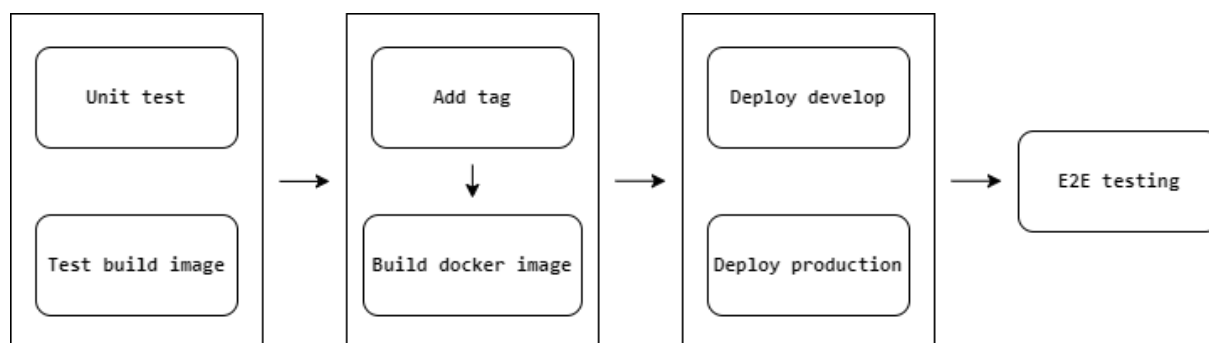 Unit test
Test build image
Add tag
Build docker image
Deploy develop
Deploy production
E2E testing